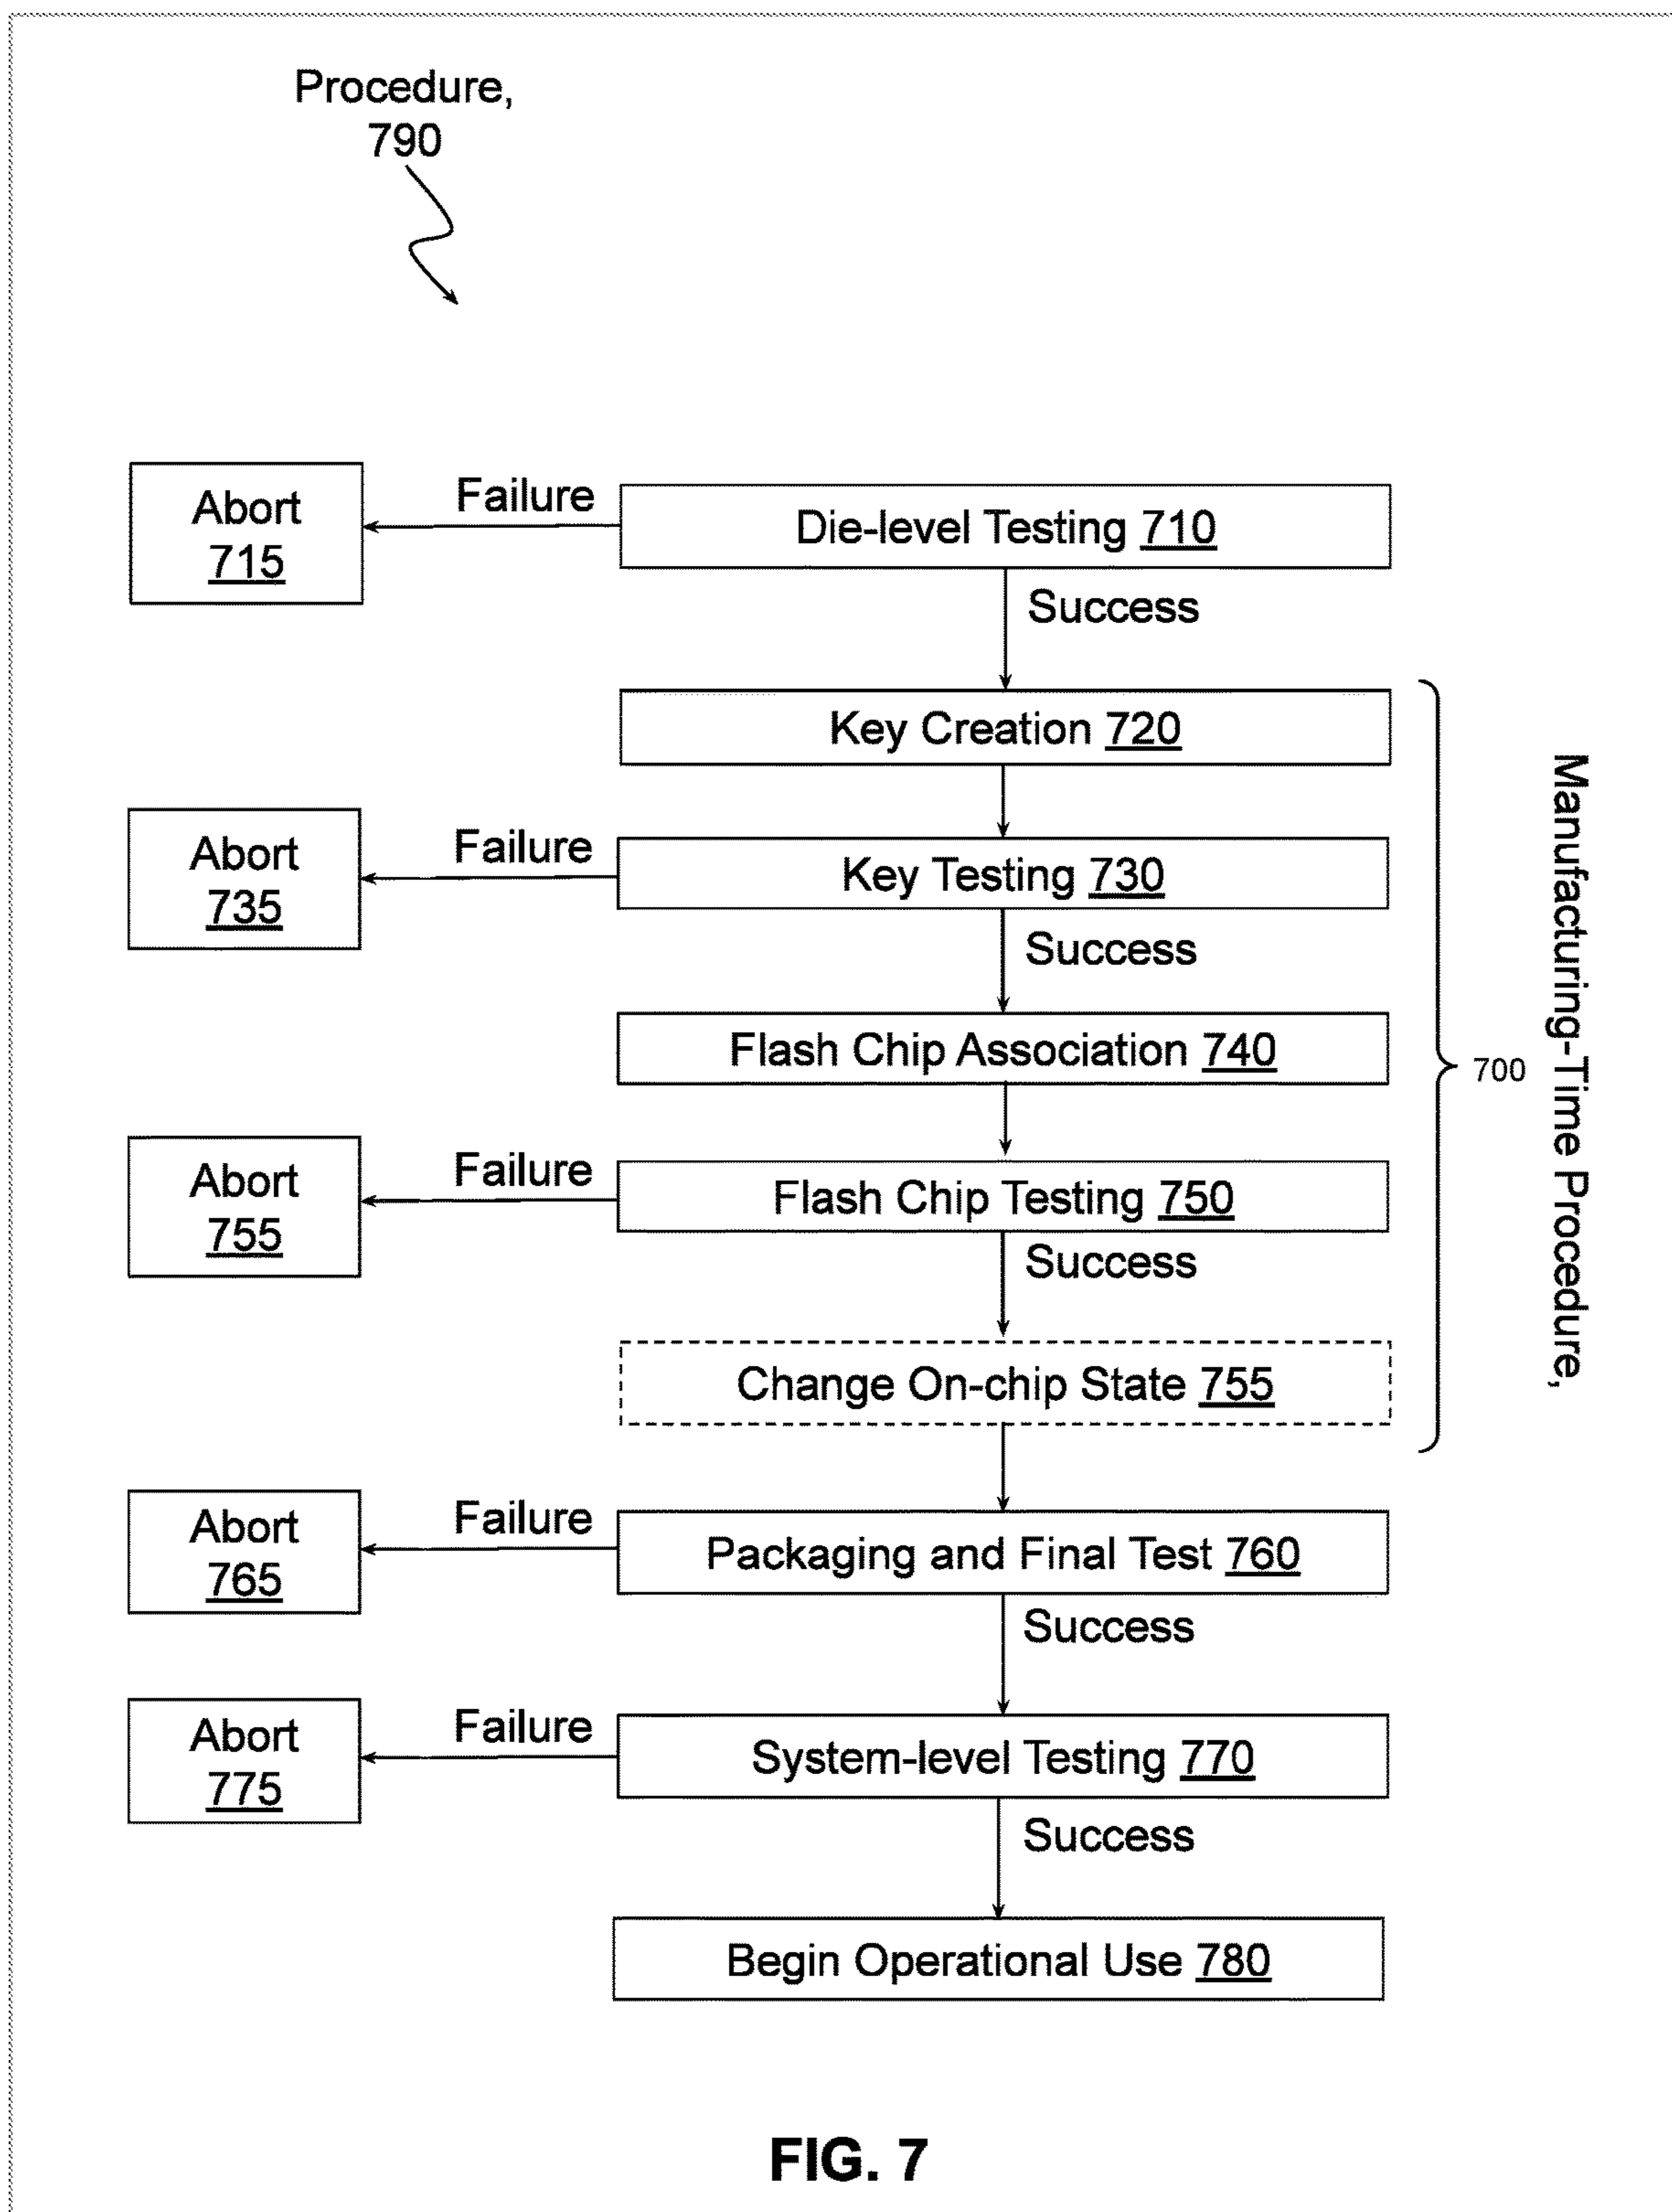 Procedure,
790
Abort
715
Failure
Die-level Testing 710
Success
Key Creation 720
Abort
735
Failure
Key Testing 730
Success
Flash Chip Association 740
Abort
755
Failure
Flash Chip Testing 750
Success
Change On-chip State 755
700
Manufacturing-Time Procedure,
Abort
765
Failure
Packaging and Final Test 760
Success
Abort
775
Failure
System-level Testing 770
Success
Begin Operational Use 780
FIG. 7